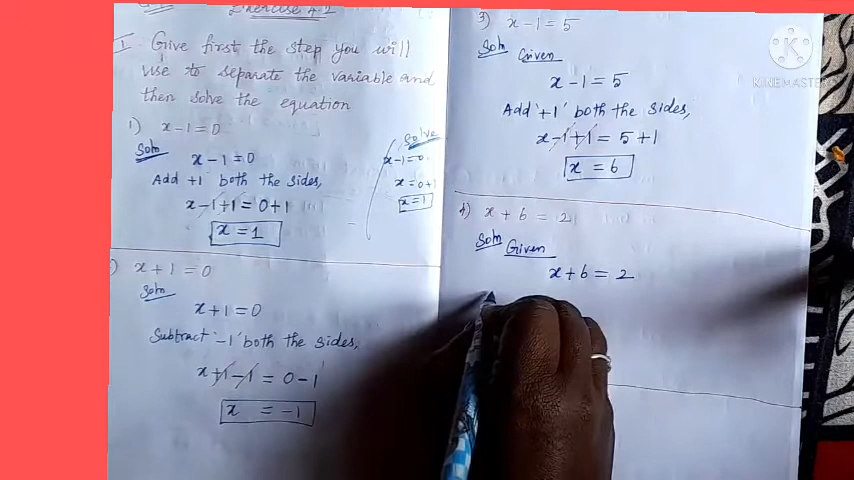 Exercise 4.2
I. Give first the step you will
use to separate the variable and
then solve the equation
1) x - 1 = 0
Soln
x - 1 = 0
Add '+1' both the sides,
x - 1 + 1 = 0 + 1
x = 1
Solve
x - 1 = 0
x = 0 + 1
x = 1
) x + 1 = 0
Soln
x + 1 = 0
Subtract '-1' both the sides,
x + 1 - 1 = 0 - 1
x = -1
3) x - 1 = 5
Soln Given
x - 1 = 5
Add '+1' both the sides,
x - 1 + 1 = 5 + 1
x = 6
4) x + 6 = 2
Soln Given
x + 6 = 2
KINEMASTER